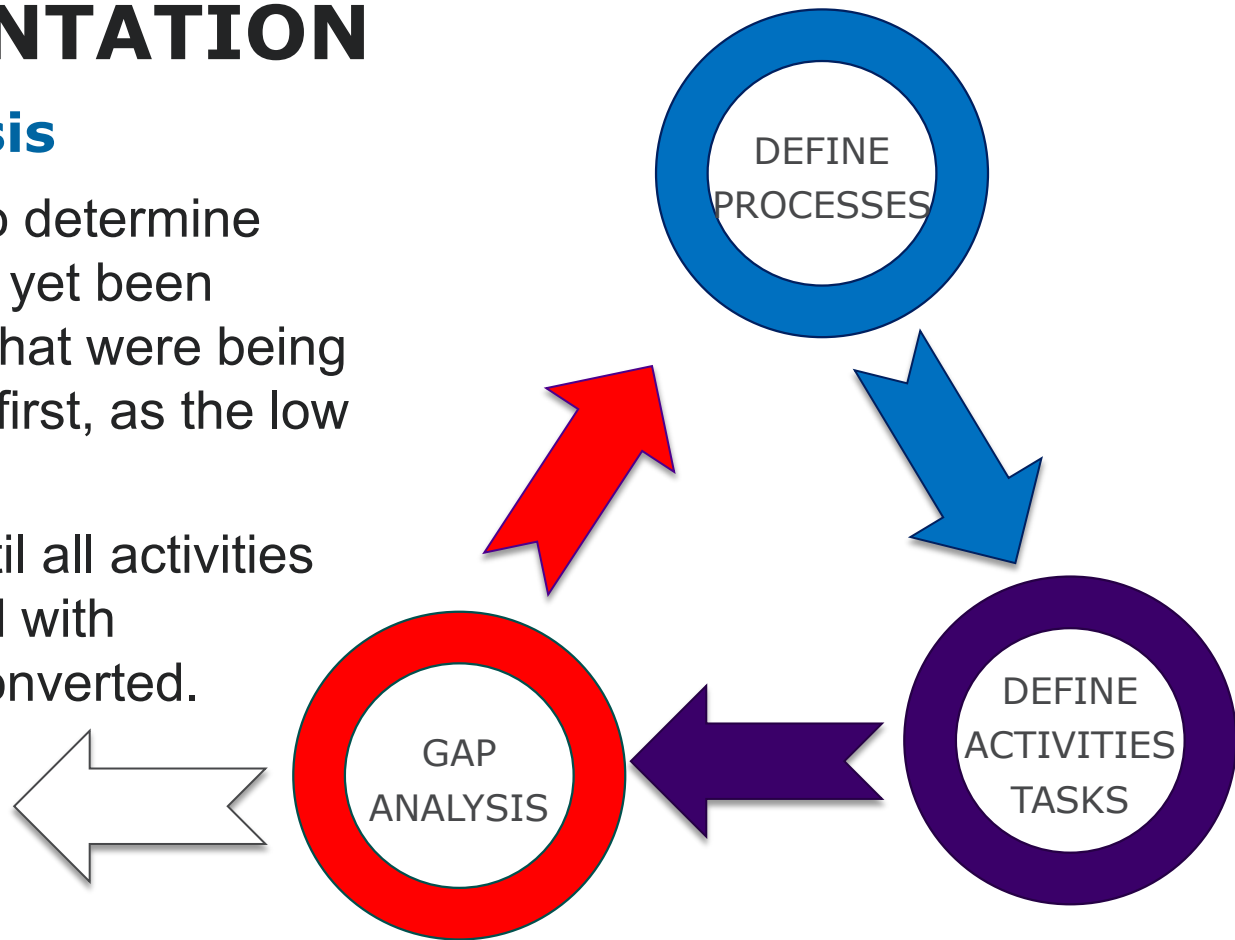 NTATION
sis
o determine
yet been
hat were being
first, as the low
til all activities
d with
onverted.
DEFINE
PROCESSES
DEFINE
ACTIVITIES
TASKS
GAP
ANALYSIS